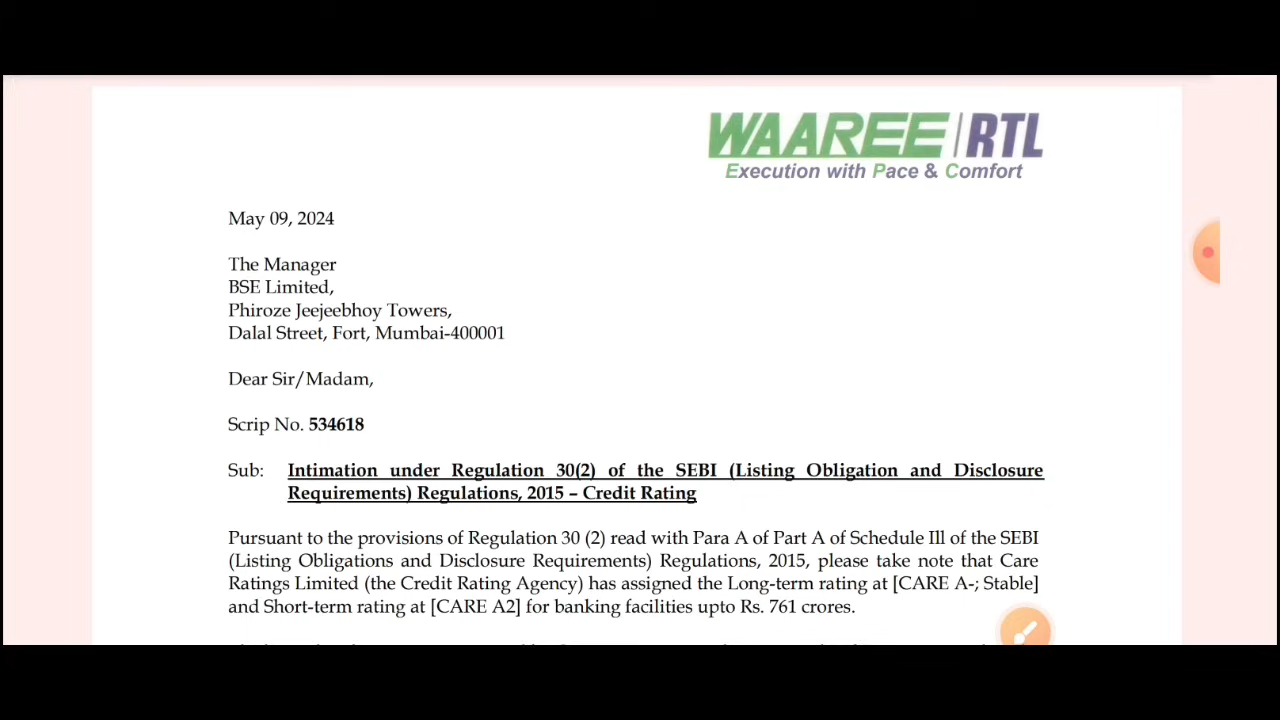 WAAREE | RTL
Execution with Pace & Comfort
May 09, 2024
The Manager
BSE Limited,
Phiroze Jeejeebhoy Towers,
Dalal Street, Fort, Mumbai-400001
Dear Sir/Madam,
Scrip No. 534618
Sub: Intimation under Regulation 30(2) of the SEBI (Listing Obligation and Disclosure
Requirements) Regulations, 2015 – Credit Rating
Pursuant to the provisions of Regulation 30 (2) read with Para A of Part A of Schedule Ill of the SEBI
(Listing Obligations and Disclosure Requirements) Regulations, 2015, please take note that Care
Ratings Limited (the Credit Rating Agency) has assigned the Long-term rating at [CARE A-; Stable]
and Short-term rating at [CARE A2] for banking facilities upto Rs. 761 crores.